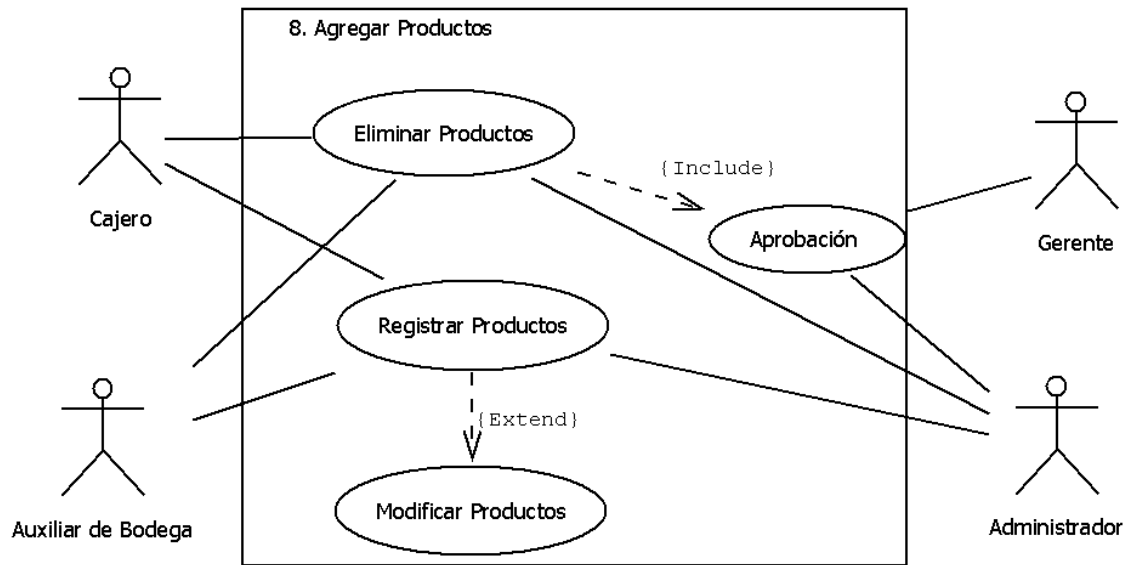 8. Agregar Productos
Eliminar Productos
{Include}
Cajero
Aprobación
Gerente
Registrar Productos
{Extend}
Modificar Productos
Auxiliar de Bodega
Administrador